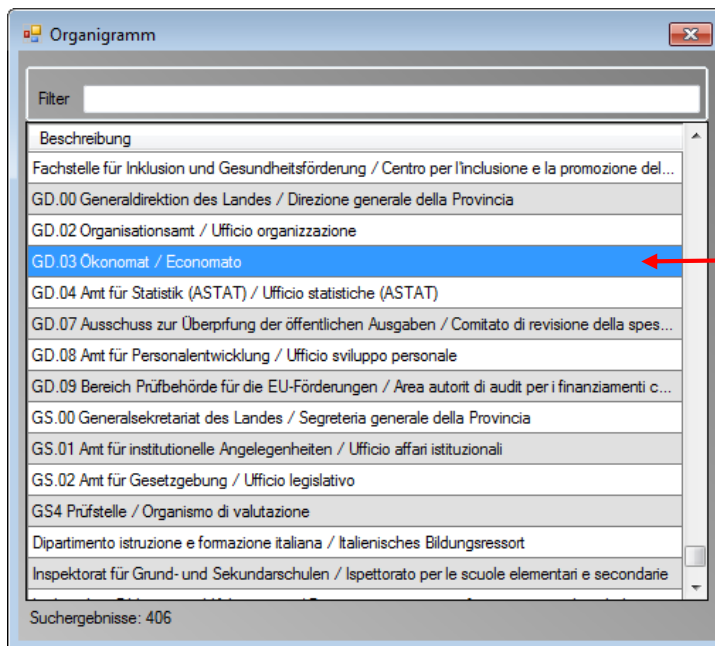 Organigramm
Filter
Beschreibung
Fachstelle für Inklusion und Gesundheitsförderung / Centro per l'inclusione e la promozione del...
GD.00 Generaldirektion des Landes / Direzione generale della Provincia
GD.02 Organisationsamt / Ufficio organizzazione
GD.03 Ökonomat / Economato
GD.04 Amt für Statistik (ASTAT) / Ufficio statistiche (ASTAT)
GD.07 Ausschuss zur Überprfung der öffentlichen Ausgaben / Comitato di revisione della spes...
GD.08 Amt für Personalentwicklung / Ufficio sviluppo personale
GD.09 Bereich Prüfbehörde für die EU-Förderungen / Area autorit di audit per i finanziamenti c...
GS.00 Generalsekretariat des Landes / Segreteria generale della Provincia
GS.01 Amt für institutionelle Angelegenheiten / Ufficio affari istituzionali
GS.02 Amt für Gesetzgebung / Ufficio legislativo
GS4 Prüfstelle / Organismo di valutazione
Dipartimento istruzione e formazione italiana / Italienisches Bildungsressort
Inspektorat für Grund- und Sekundarschulen / Ispettorato per le scuole elementari e secondarie
Suchergebnisse: 406